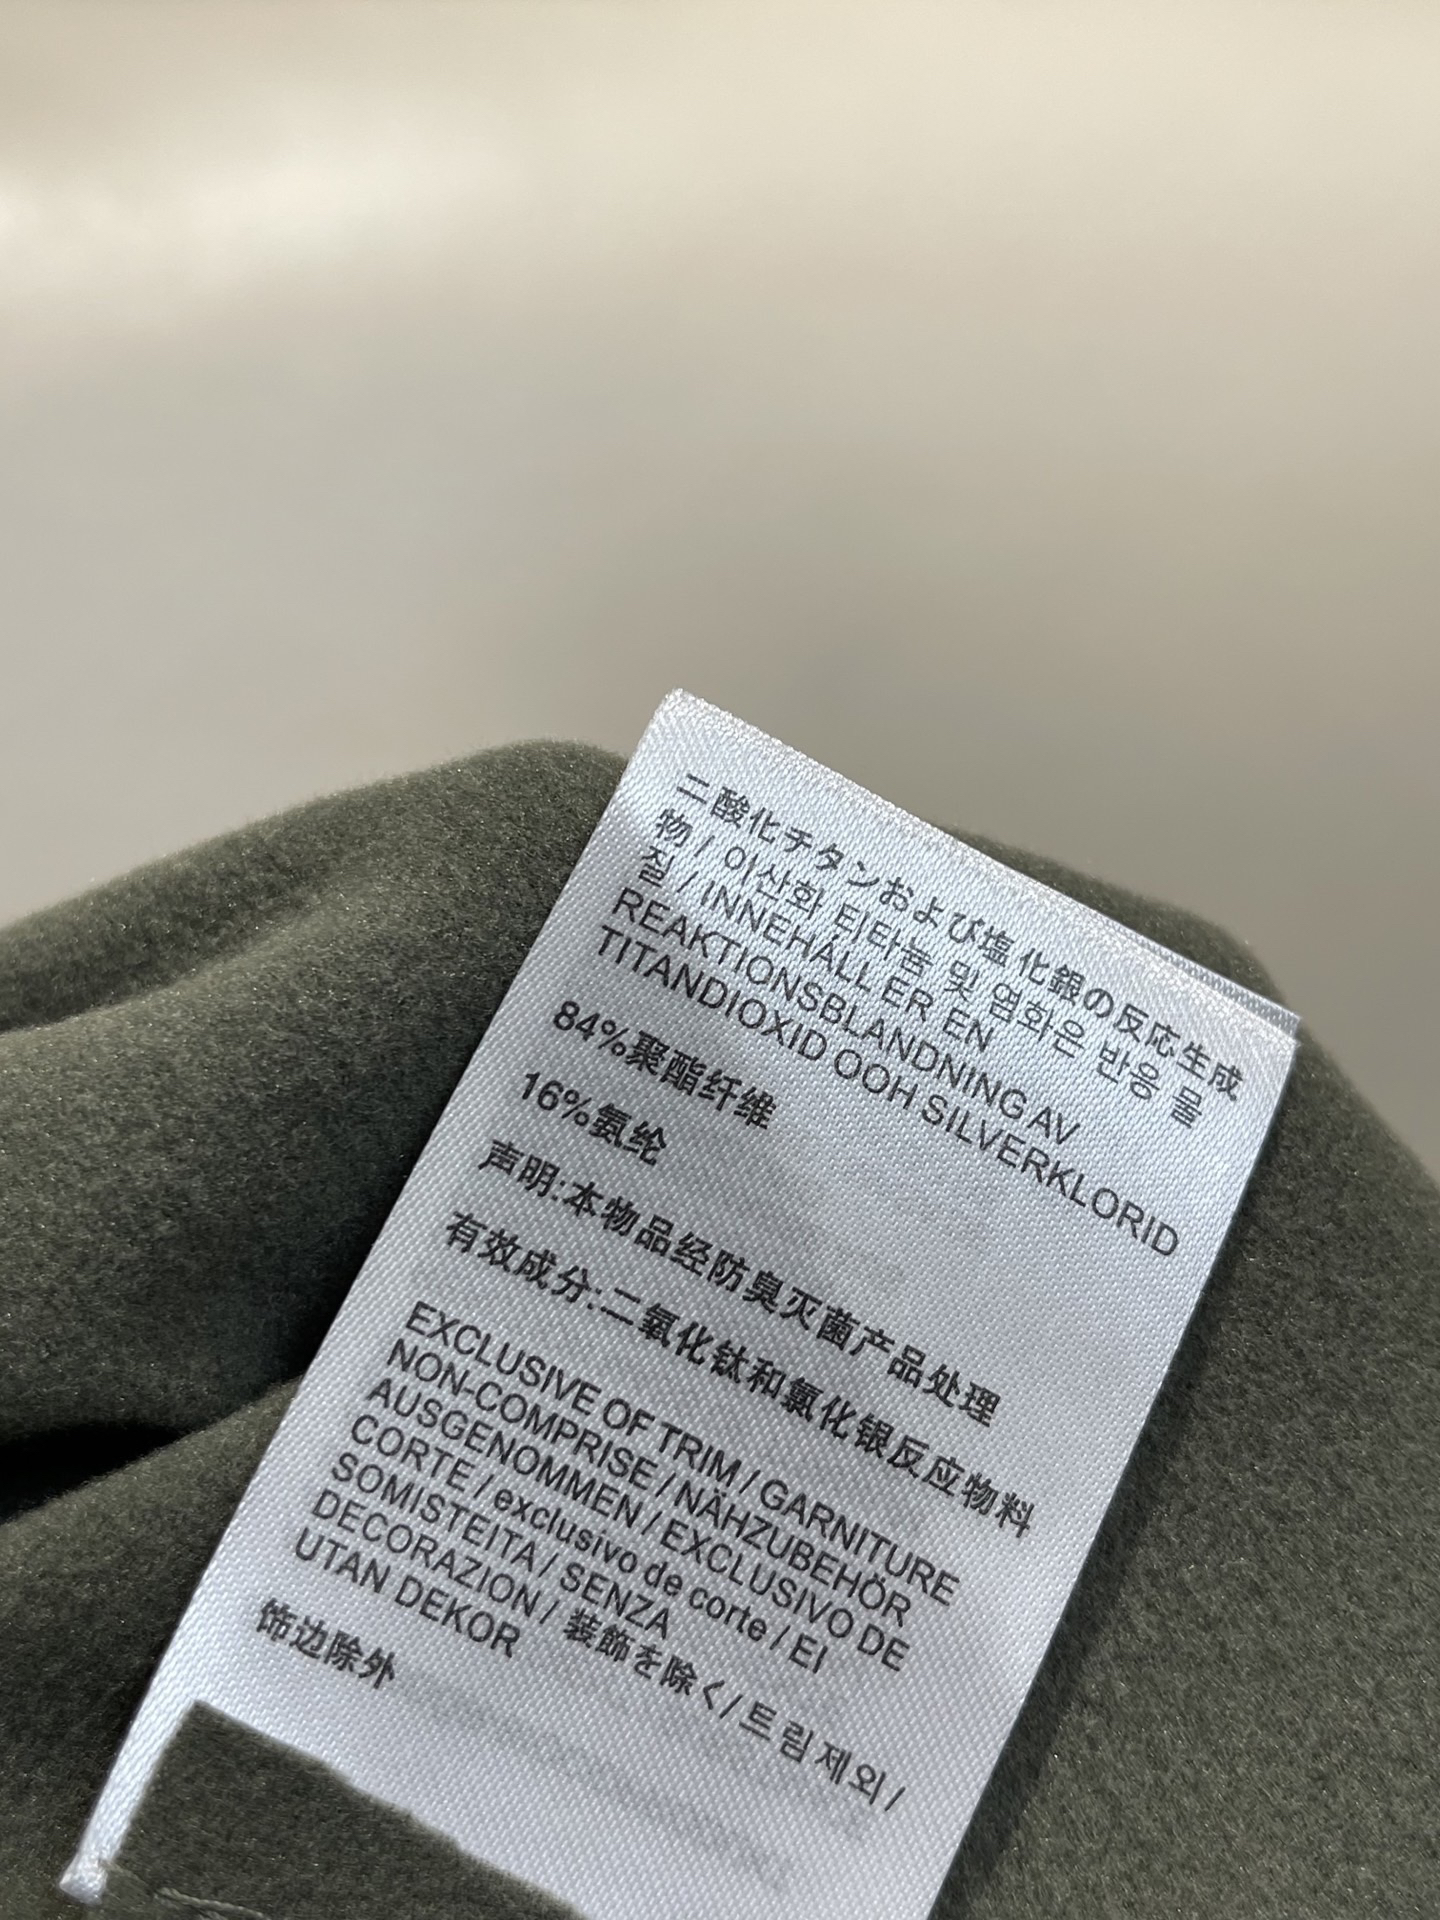 二酸化チタンおよび塩化銀の反応生成
物 / 이산화 티타늄 및 염화은 반응 물
질 / INNEHÅLL ER EN
REAKTIONSBLANDNING AV
TITANDIOXID OOH SILVERKLORID
84%聚酯纤维
16%氨纶
声明:本物品经防臭灭菌产品处理
有效成分:二氧化钛和氯化银反应物料
EXCLUSIVE OF TRIM / GARNITURE
NON-COMPRISE / NÄHZUBEHÖR
AUSGENOMMEN / EXCLUSIVO DE
CORTE / exclusivo de corte / EI
SOMISTEITA / SENZA
DECORAZION / 装飾を除く / 트림 제외 /
UTAN DEKOR
饰边除外